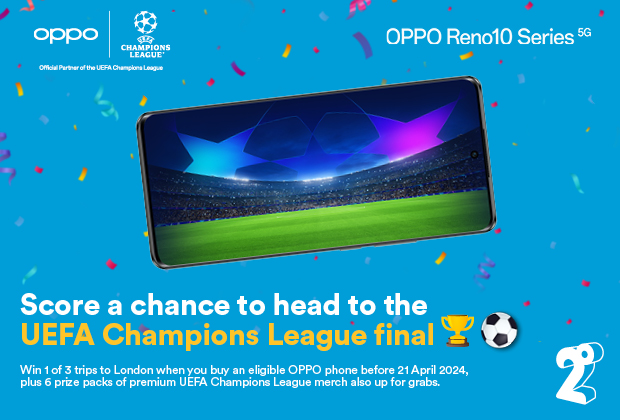 oppo
UEFA
CHAMPIONS
LEAGUE
Official Partner of the UEFA Champions League
OPPO Reno10 Series 5G
Score a chance to head to the
UEFA Champions League final
Win 1 of 3 trips to London when you buy an eligible OPPO phone before 21 April 2024,
plus 6 prize packs of premium UEFA Champions League merch also up for grabs.
2°